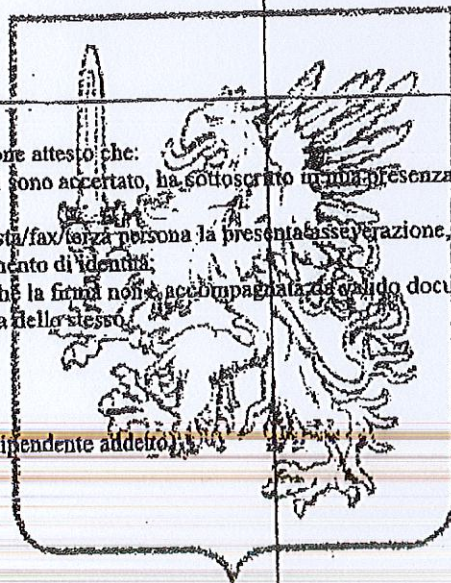 one attesto che:
sono accertato, ha sottoscritto in mia presenza
sta/fax/terza persona la presente asseverazione,
mento di identità;
hé la firma non è accompagnata da valido docu
a dello stesso.
ipendente addetto)